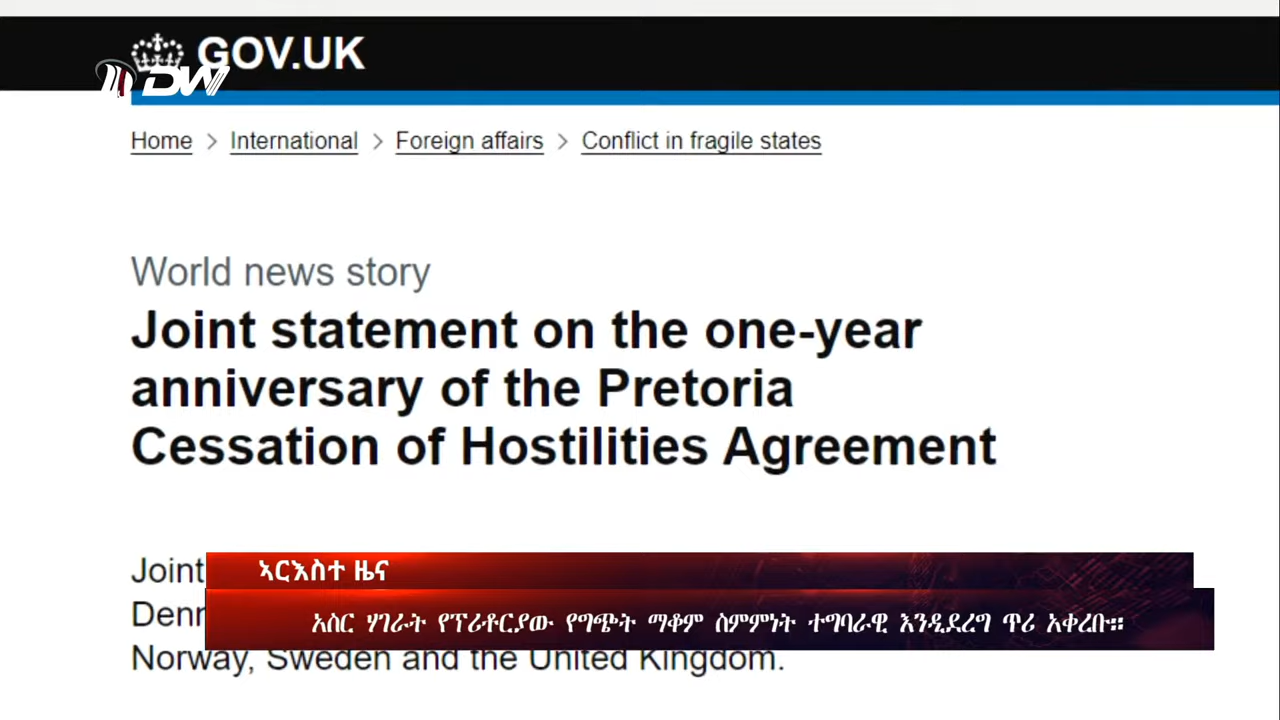 GOV.UK
DW
Home > International > Foreign affairs > Conflict in fragile states
World news story
Joint statement on the one-year
anniversary of the Pretoria
Cessation of Hostilities Agreement
Joint
ኣርእስተ ዜና
አስር ሃገራት የፕሪቶርያው የግጭት ማቆም ስምምነት ተግባራዊ እንዲደረግ ጥሪ አቀረቡ፡፡
Norway, Sweden and the United Kingdom.